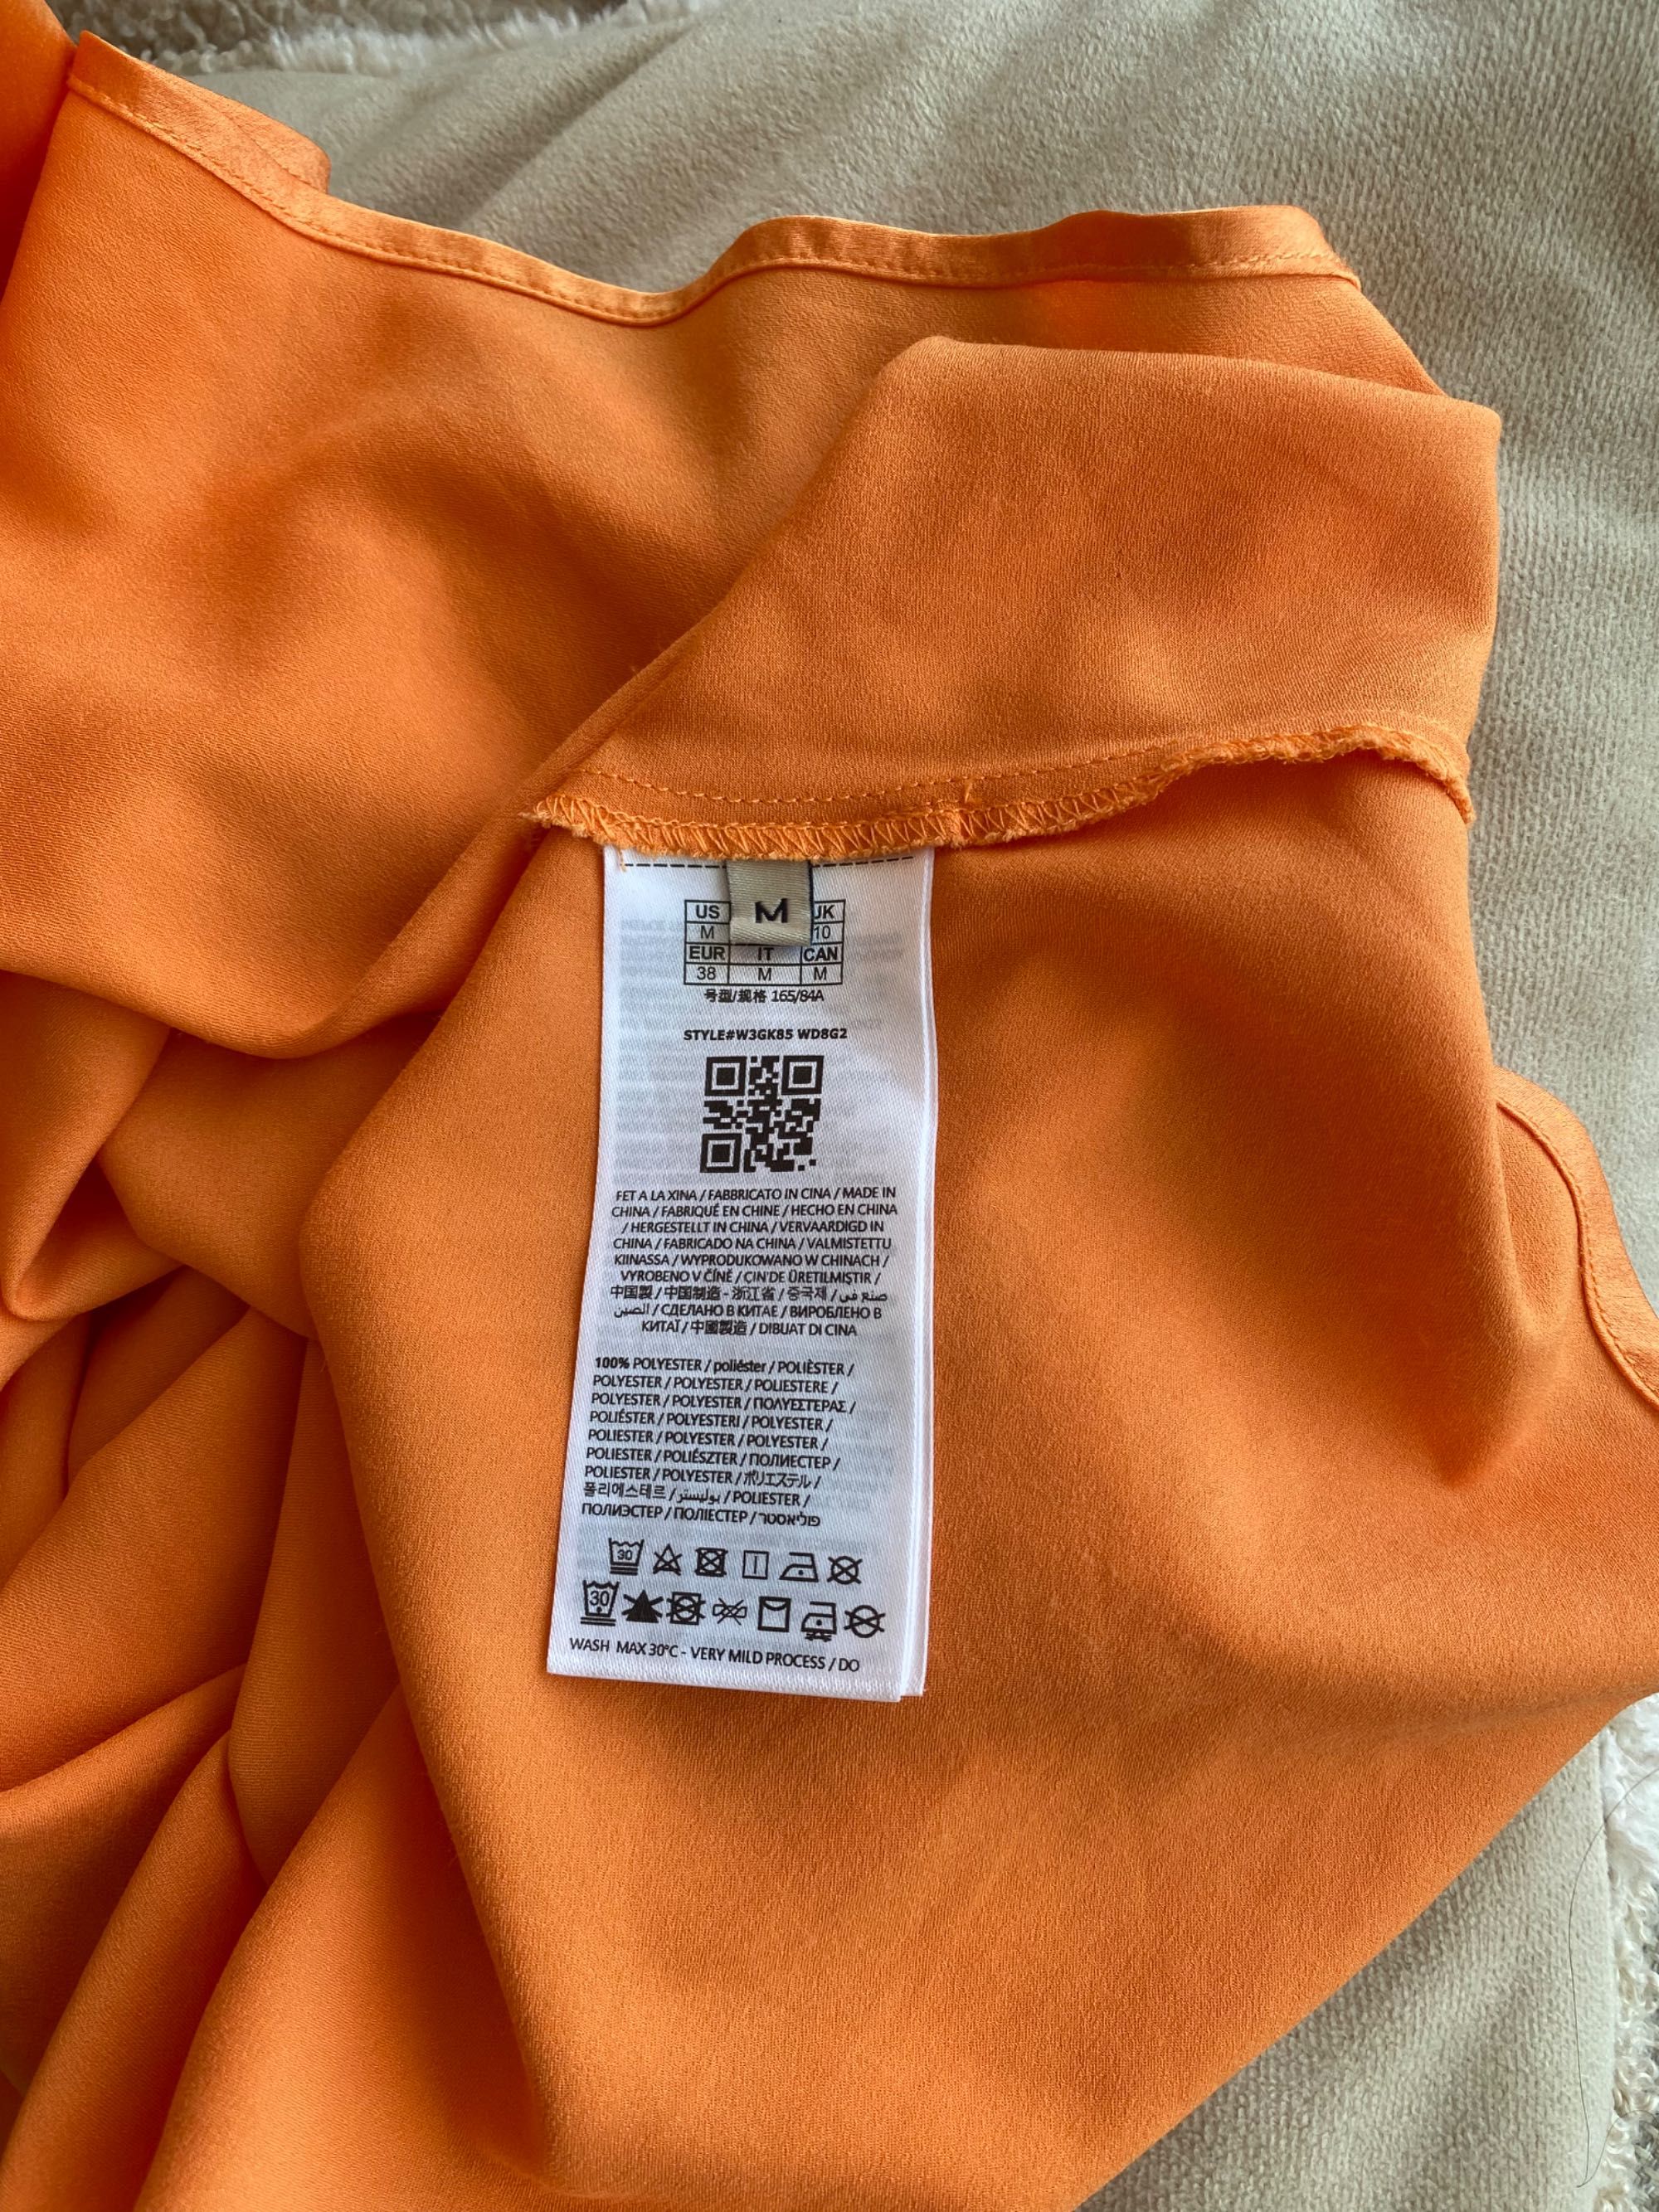 M
US JK
M 10
EUR IT CAN
38 M M
号型/规格 165/84A
STYLE#W3GK85 WD8G2
FET A LA XINA / FABBRICATO IN CINA / MADE IN
CHINA / FABRIQUÉ EN CHINE / HECHO EN CHINA
/ HERGESTELLT IN CHINA / VERVAARDIGD IN
CHINA / FABRICADO NA CHINA / VALMISTETTU
KIINASSA / WYPRODUKOWANO W CHINACH /
VYROBENO V ČÍNĚ / ÇIN'DE ÜRETILMIŞTIR /
中国製 / 中国制造 - 浙江省 / 중국제 / صنع في
الصين / СДЕЛАНО В КИТАЕ / ВИРОБЛЕНО В
КИТАЇ / 中國製造 / DIBUAT DI CINA
100% POLYESTER / poliéster / POLIÈSTER /
POLYESTER / POLYESTER / POLIESTERE /
POLYESTER / POLYESTER / ΠΟΛΥΕΣΤΕΡΑΣ /
POLIÉSTER / POLYESTERI / POLYESTER /
POLIESTER / POLYESTER / POLYESTER /
POLIESTER / POLIÉSZTER / ПОЛИЕСТЕР /
POLIESTER / POLYESTER / ポリエステル /
폴리에스테르 / بوليستر / POLIESTER /
ПОЛИЭСТЕР / ПОЛІЕСТЕР / פוליאסטר
30
30
WASH MAX 30°C - VERY MILD PROCESS / DO